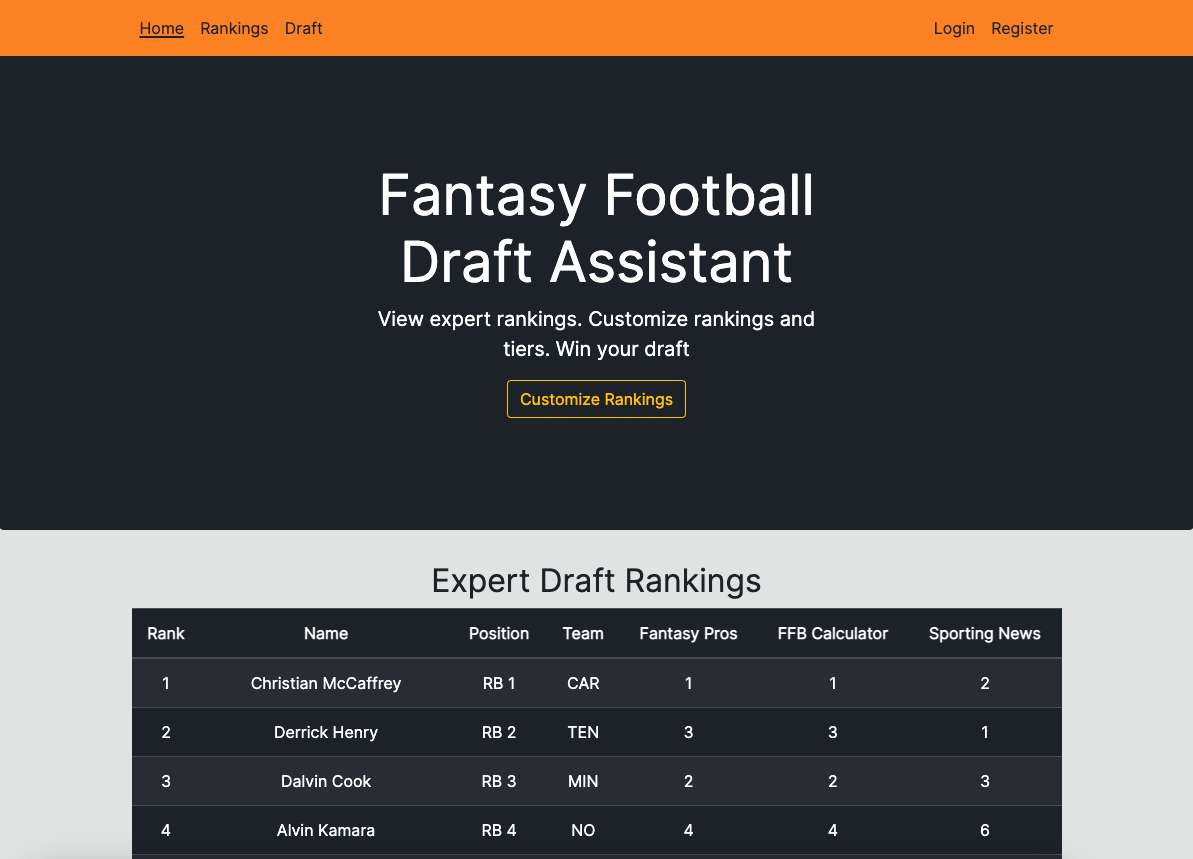 Home Rankings Draft Login Register
Fantasy Football
Draft Assistant
View expert rankings. Customize rankings and
tiers. Win your draft
Customize Rankings
Expert Draft Rankings
Rank Name Position Team Fantasy Pros FFB Calculator Sporting News
1 Christian McCaffrey RB 1 CAR 1 1 2
2 Derrick Henry RB 2 TEN 3 3 1
3 Dalvin Cook RB 3 MIN 2 2 3
4 Alvin Kamara RB 4 NO 4 4 6